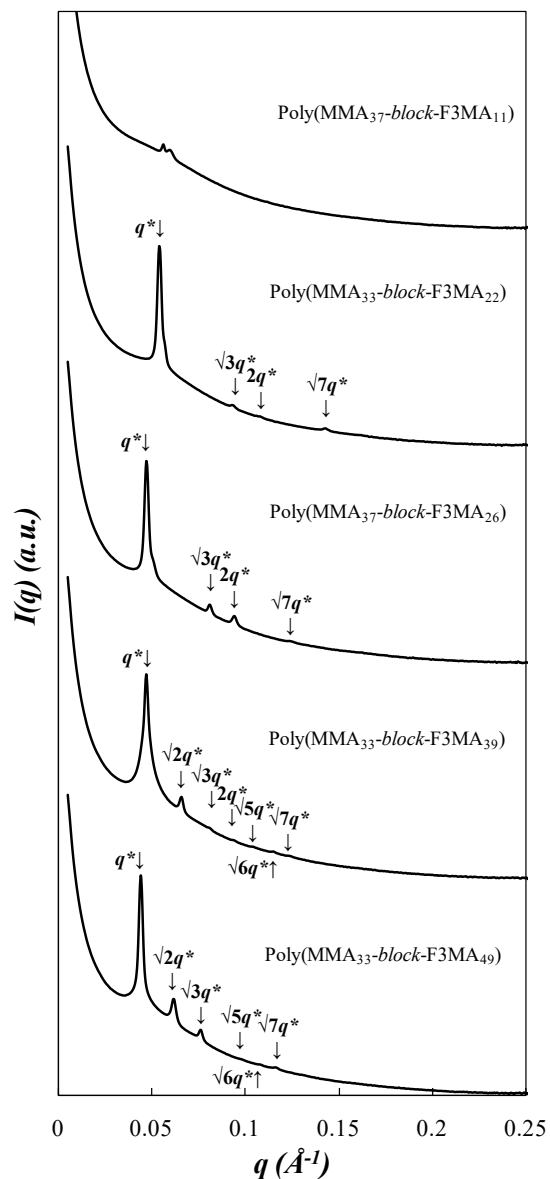 Poly(MMA₃₇-block-F3MA₁₁)
q*↓
Poly(MMA₃₃-block-F3MA₂₂)
√3q*
↓
2q*
↓
√7q*
↓
q*↓
Poly(MMA₃₇-block-F3MA₂₆)
√3q*
↓
2q*
↓
√7q*
↓
I(q) (a.u.)
q*↓
Poly(MMA₃₃-block-F3MA₃₉)
√2q*
↓
√3q*
↓
2q*
↓
√5q*
↓
√7q*
↓
√6q*↑
q*↓
Poly(MMA₃₃-block-F3MA₄₉)
√2q*
↓
√3q*
↓
√5q*
↓
√7q*
↓
√6q*↑
0 0.05 0.1 0.15 0.2 0.25
q (Å⁻¹)